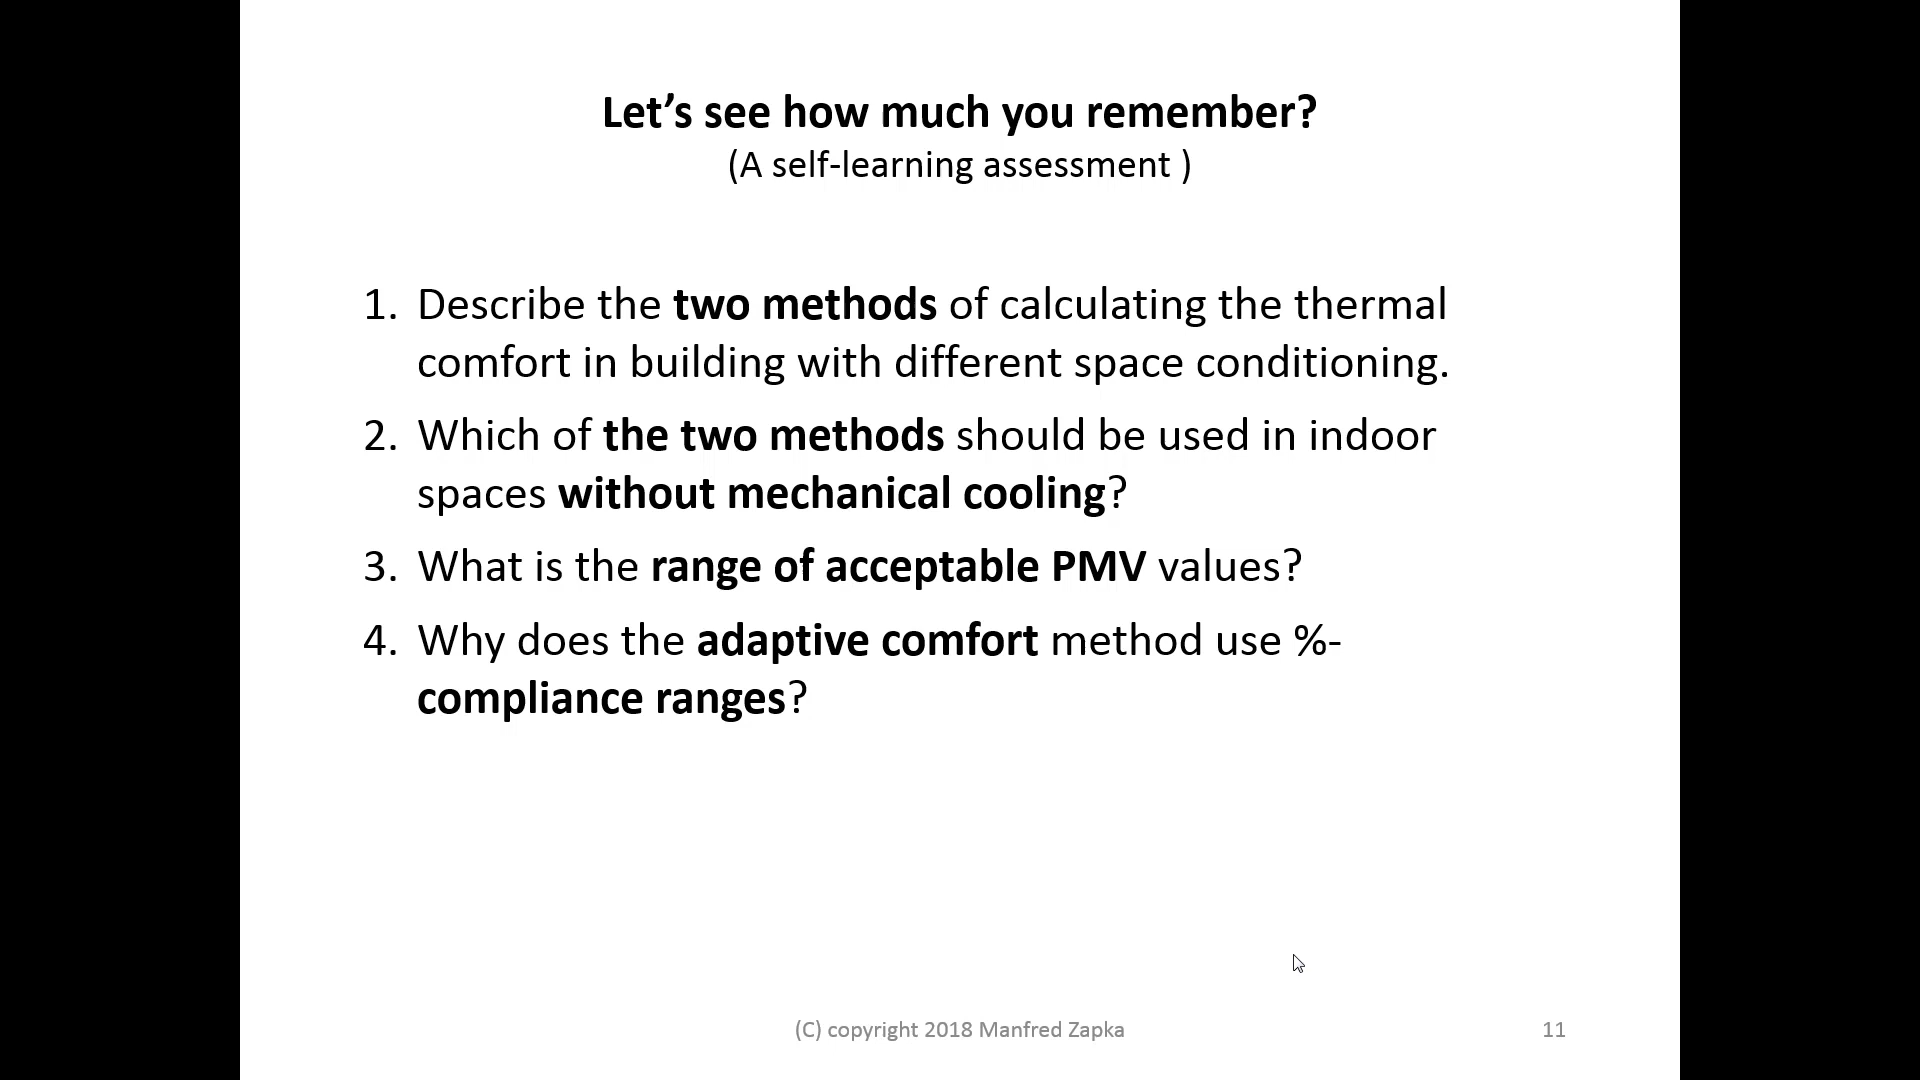 Let’s see how much you remember?
(A self-learning assessment )
1. Describe the two methods of calculating the thermal
comfort in building with different space conditioning.
2. Which of the two methods should be used in indoor
spaces without mechanical cooling?
3. What is the range of acceptable PMV values?
4. Why does the adaptive comfort method use %-
compliance ranges?
(C) copyright 2018 Manfred Zapka
11